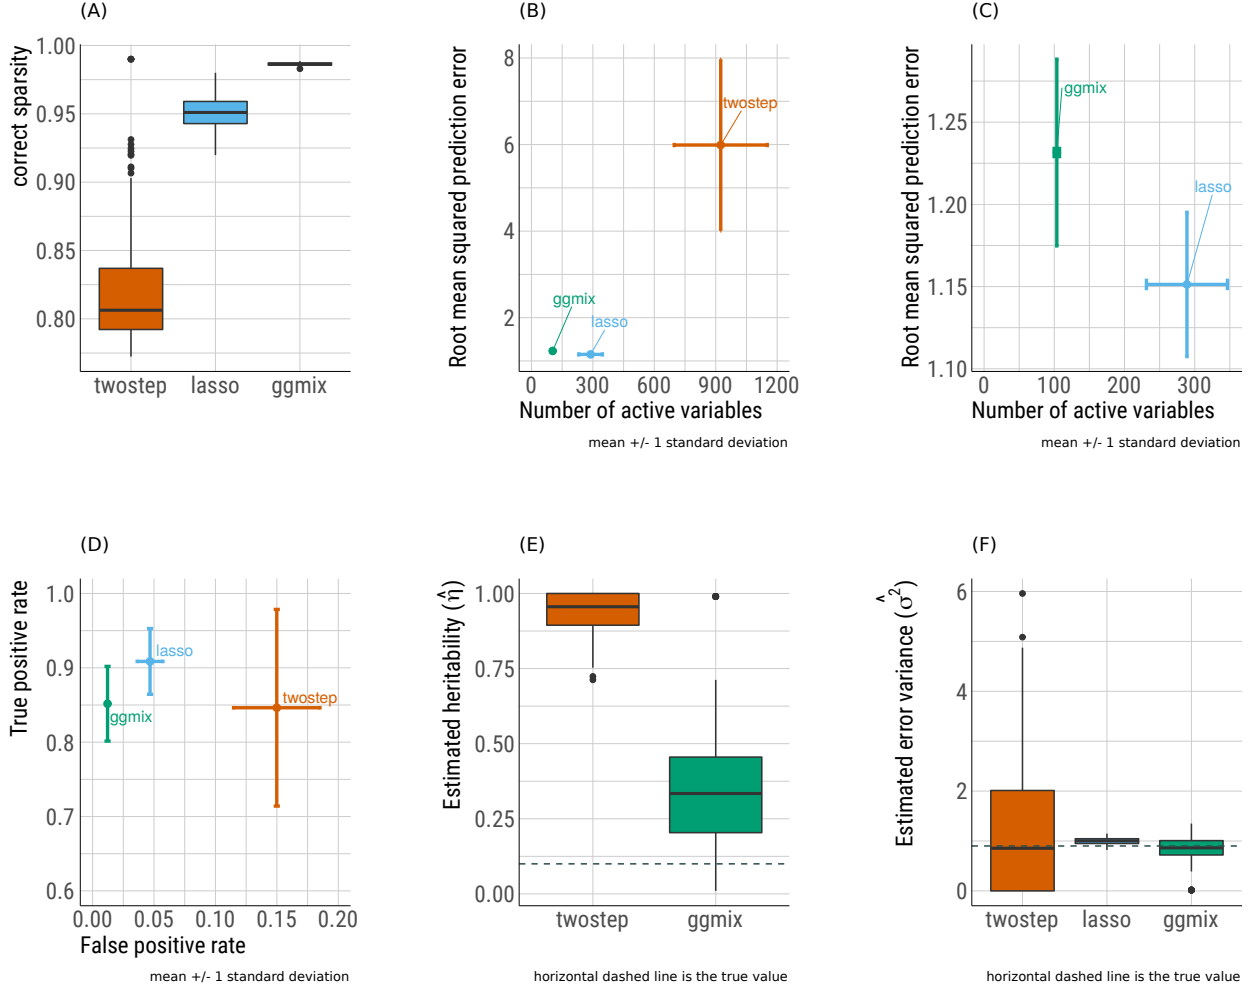 (A)
correct sparsity
1.00
0.95
0.90
0.85
0.80
twostep lasso ggmix
(B)
Root mean squared prediction error
8
6
4
2
twostep
ggmix
lasso
0 300 600 900 1200
Number of active variables
mean +/- 1 standard deviation
(C)
Root mean squared prediction error
1.25
1.20
1.15
1.10
ggmix
lasso
0 100 200 300
Number of active variables
mean +/- 1 standard deviation
(D)
True positive rate
1.0
0.9
0.8
0.7
0.6
lasso
twostep
ggmix
0.00 0.05 0.10 0.15 0.20
False positive rate
mean +/- 1 standard deviation
(E)
Estimated heritability (η̂)
1.00
0.75
0.50
0.25
0.00
twostep ggmix
horizontal dashed line is the true value
(F)
Estimated error variance (σ̂²)
6
4
2
0
twostep lasso ggmix
horizontal dashed line is the true value